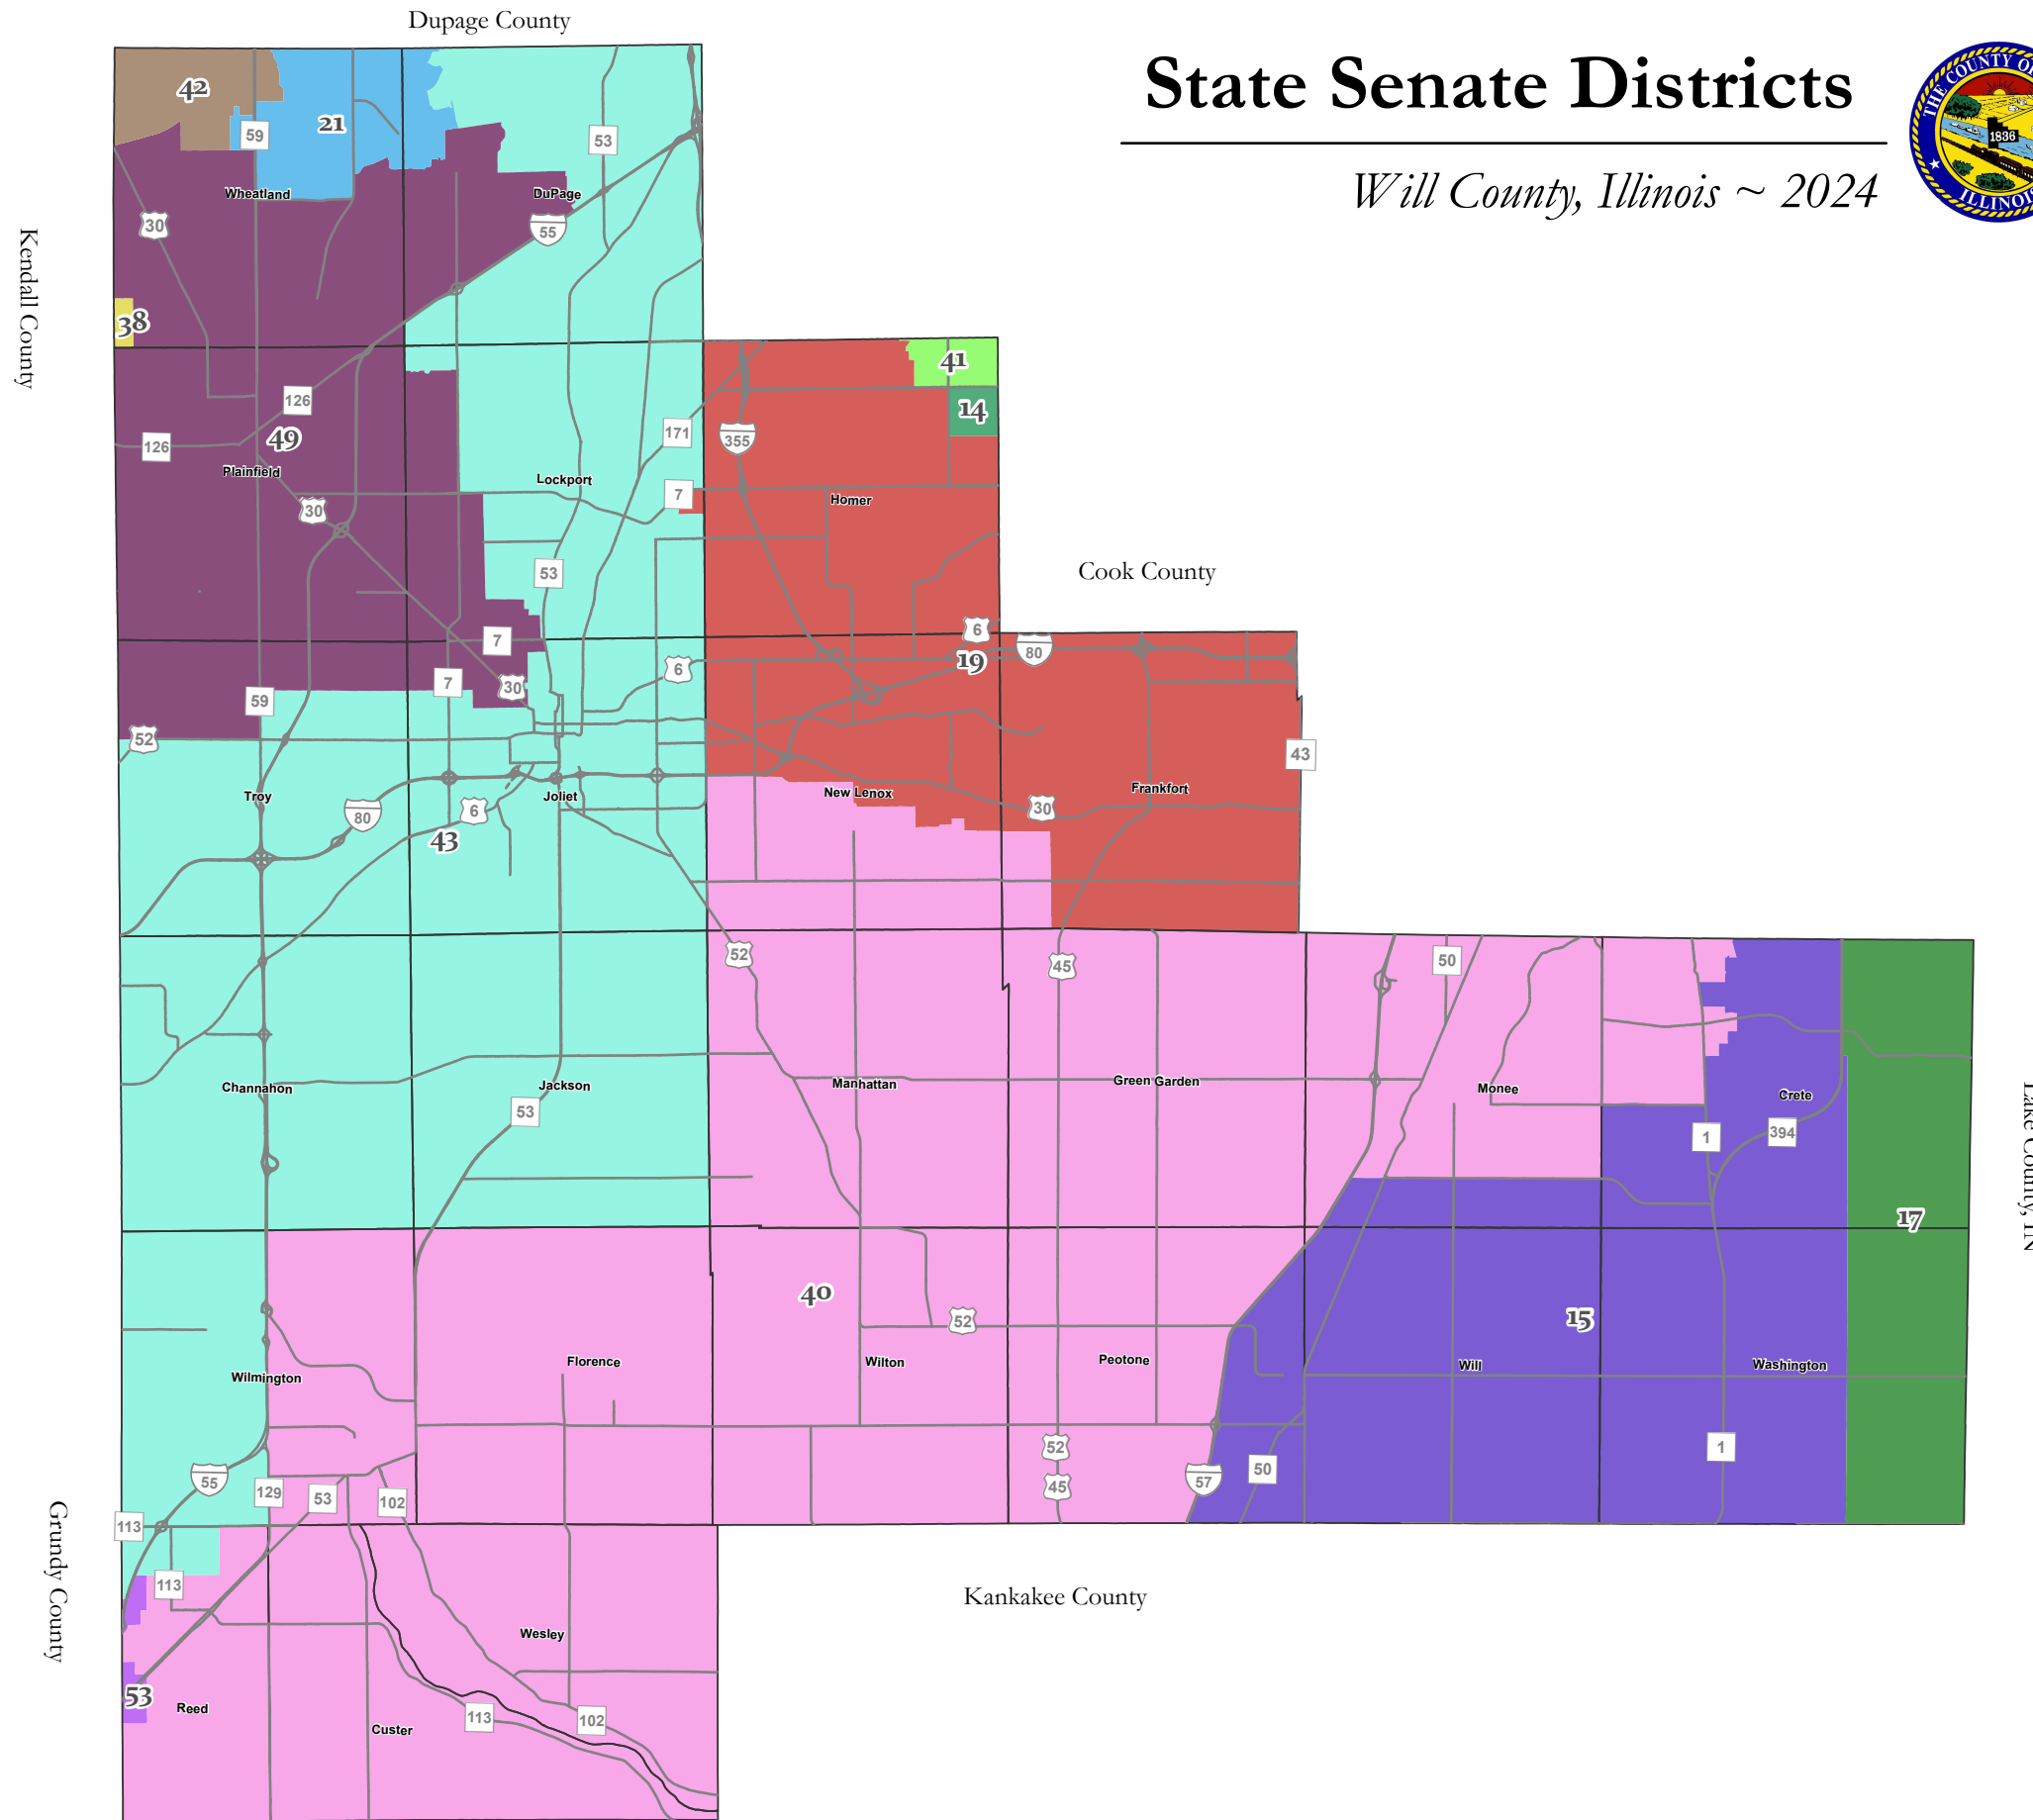 Dupage County
State Senate Districts
Will County, Illinois ~ 2024
THE COUNTY OF
1836
ILLINOIS
42
21
59
53
Wheatland
DuPage
30
55
Kendall County
38
41
126
14
49
171
355
126
Plainfield
Lockport
7
Homer
30
53
Cook County
6
7
80
19
6
7
30
59
52
43
Troy
Joliet
New Lenox
Frankfort
80
6
30
43
52
45
50
Channahon
Jackson
Manhattan
Green Garden
Monee
Crete
53
1
394
Lake County, IN
17
40
52
15
Wilmington
Florence
Wilton
Peotone
Will
Washington
52
1
55
50
57
45
129
53
102
113
Grundy County
113
Kankakee County
Wesley
53
Reed
113
102
Custer